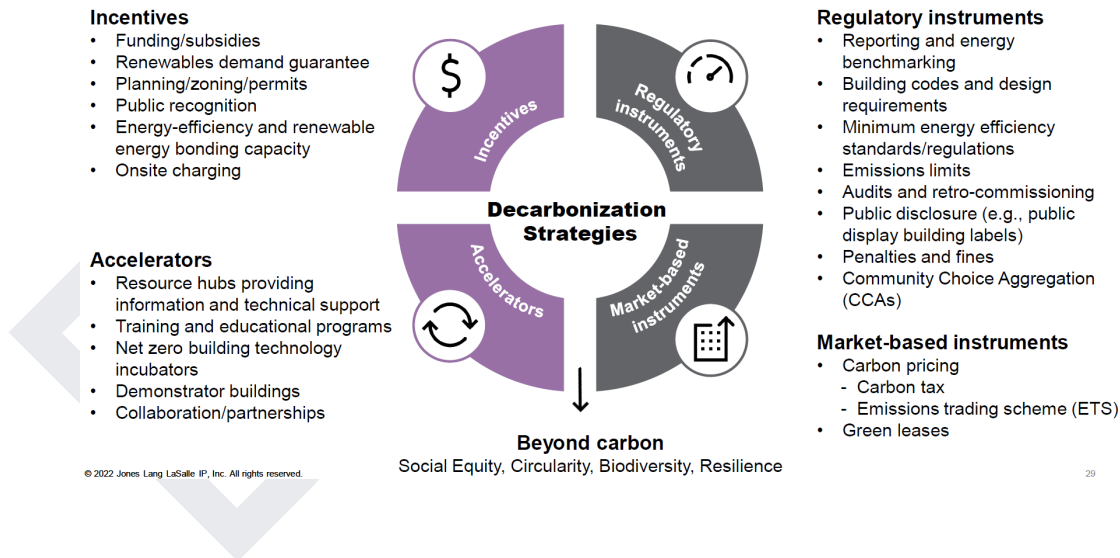 Incentives
• Funding/subsidies
• Renewables demand guarantee
• Planning/zoning/permits
• Public recognition
• Energy-efficiency and renewable
energy bonding capacity
• Onsite charging
Accelerators
• Resource hubs providing
information and technical support
• Training and educational programs
• Net zero building technology
incubators
• Demonstrator buildings
• Collaboration/partnerships
$
Incentives
Regulatory
instruments
Decarbonization
Strategies
Accelerators
Market-based
instruments
Beyond carbon
Social Equity, Circularity, Biodiversity, Resilience
Regulatory instruments
• Reporting and energy
benchmarking
• Building codes and design
requirements
• Minimum energy efficiency
standards/regulations
• Emissions limits
• Audits and retro-commissioning
• Public disclosure (e.g., public
display building labels)
• Penalties and fines
• Community Choice Aggregation
(CCAs)
Market-based instruments
• Carbon pricing
- Carbon tax
- Emissions trading scheme (ETS)
• Green leases
© 2022 Jones Lang LaSalle IP, Inc. All rights reserved.
29